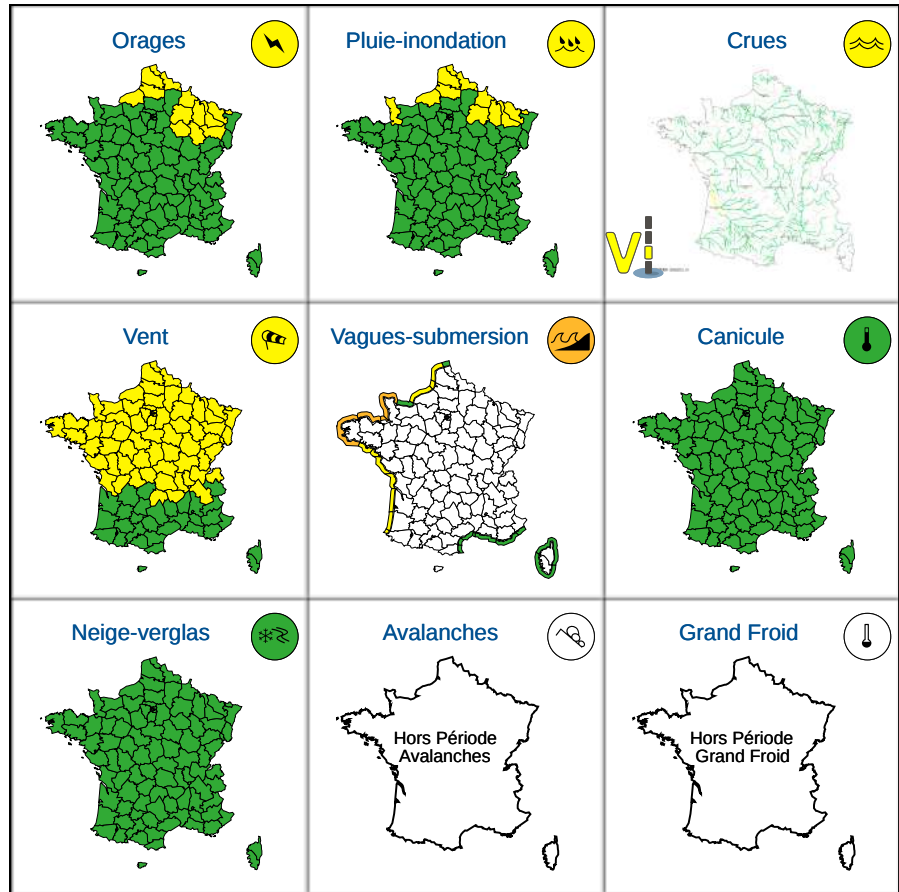 Orages
Pluie-inondation
Crues
Vi
Vent
Vagues-submersion
Canicule
Neige-verglas
Avalanches
Grand Froid
Hors Période
Avalanches
Hors Période
Grand Froid